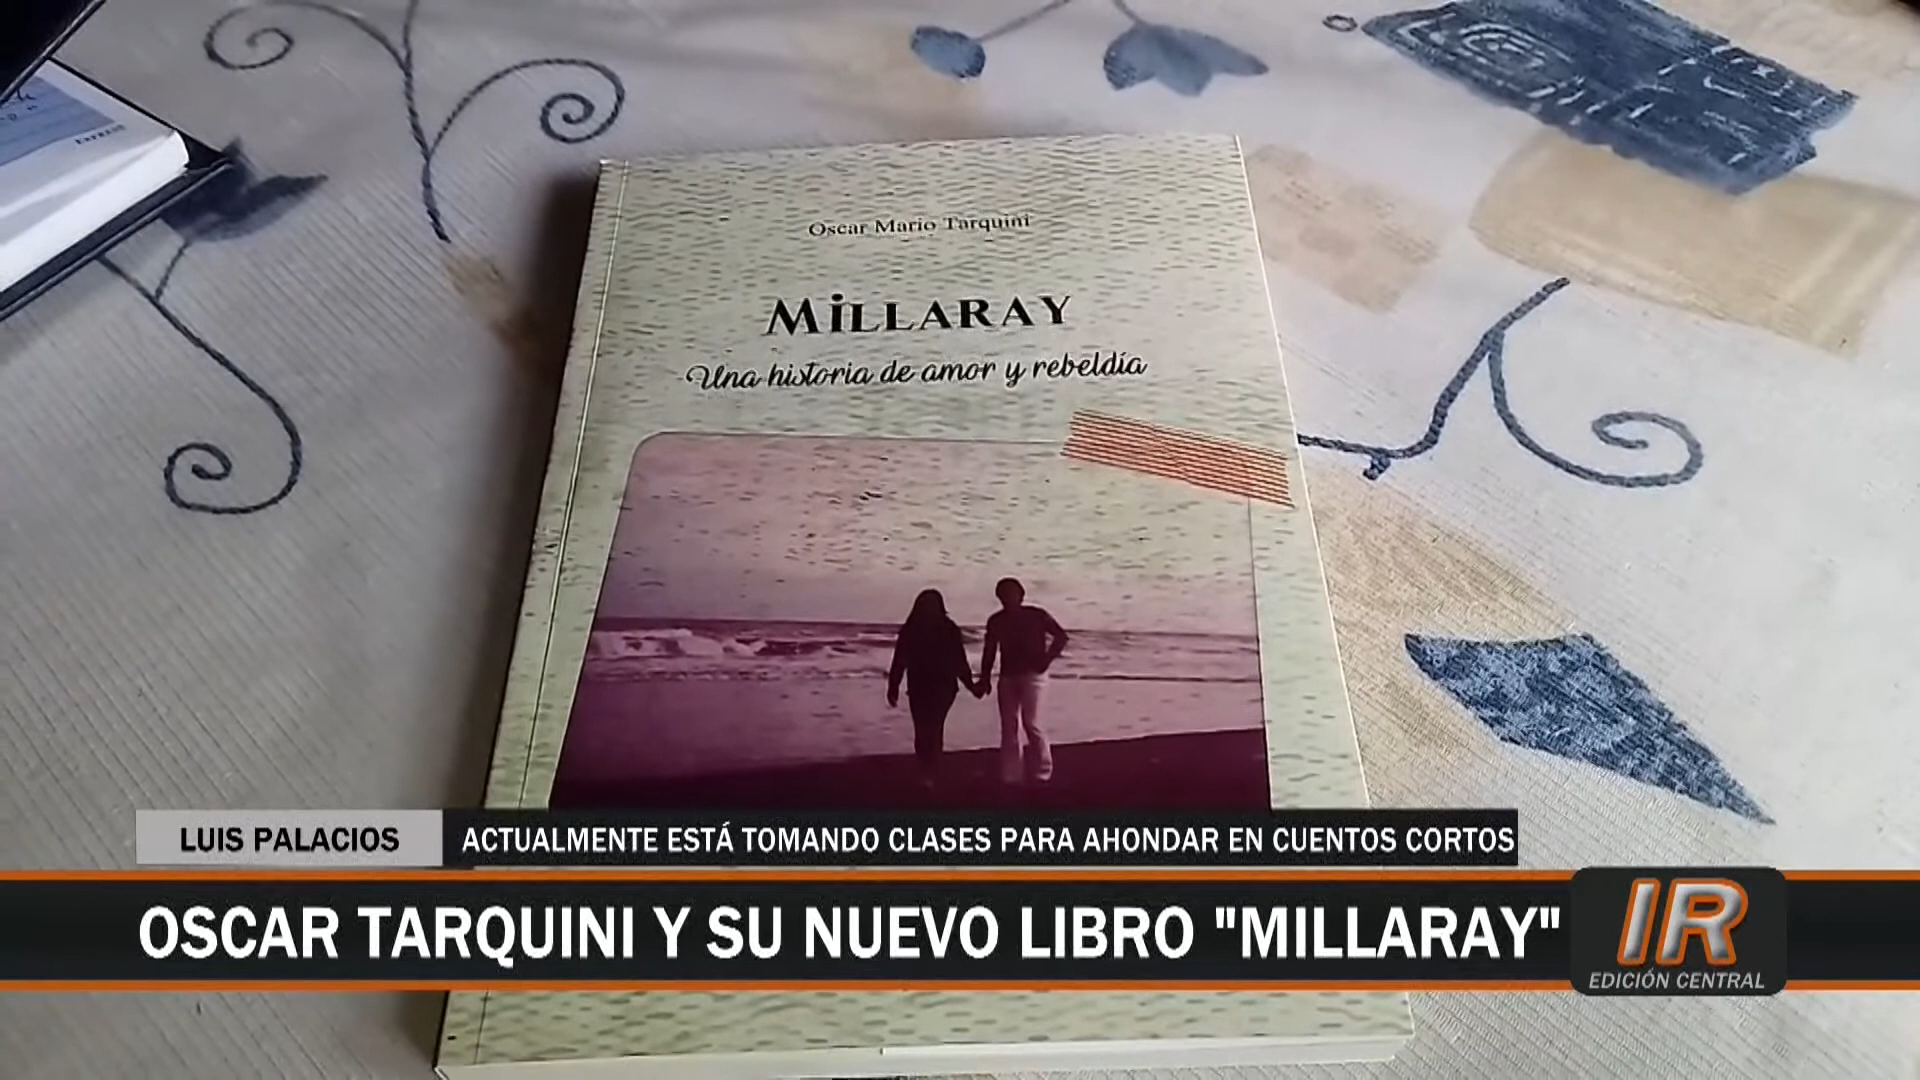 EXPRESO
Oscar Mario Tarquini
MiLLARAY
Una historia de amor y rebeldía
LUIS PALACIOS
ACTUALMENTE ESTÁ TOMANDO CLASES PARA AHONDAR EN CUENTOS CORTOS
OSCAR TARQUINI Y SU NUEVO LIBRO "MILLARAY"
IR
EDICIÓN CENTRAL